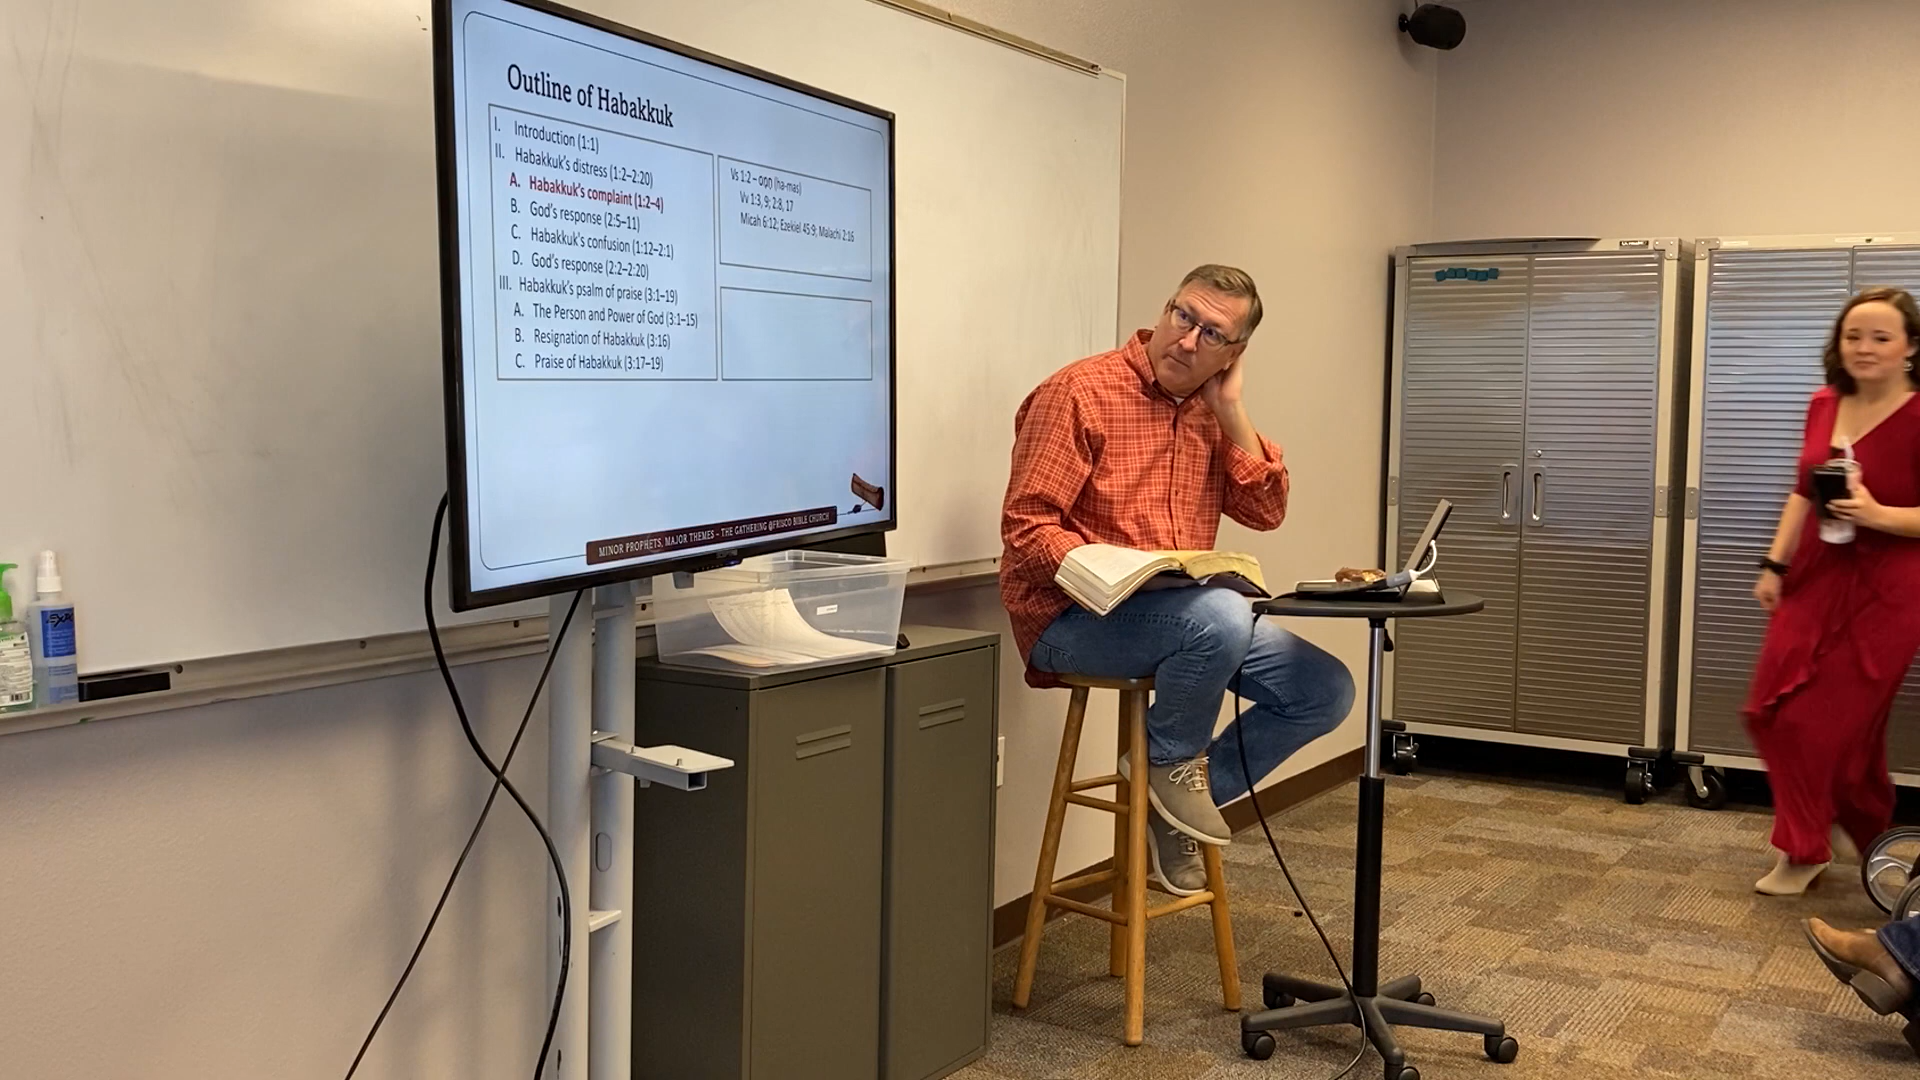 Outline of Habakkuk
I. Introduction (1:1)
II. Habakkuk's distress (1:2–2:20)
A. Habakkuk's complaint (1:2–4)
B. God's response (2:5–11)
C. Habakkuk's confusion (1:12–2:1)
D. God's response (2:2–2:20)
III. Habakkuk's psalm of praise (3:1–19)
A. The Person and Power of God (3:1–15)
B. Resignation of Habakkuk (3:16)
C. Praise of Habakkuk (3:17–19)
Vs 1:2 – (ha-mas)
Vv 1:3, 9; 2:8, 17
Micah 6:12; Ezekiel 45:9; Malachi 2:16
MINOR PROPHETS, MAJOR THEMES – THE GATHERING @FRISCO BIBLE CHURCH
EXPO